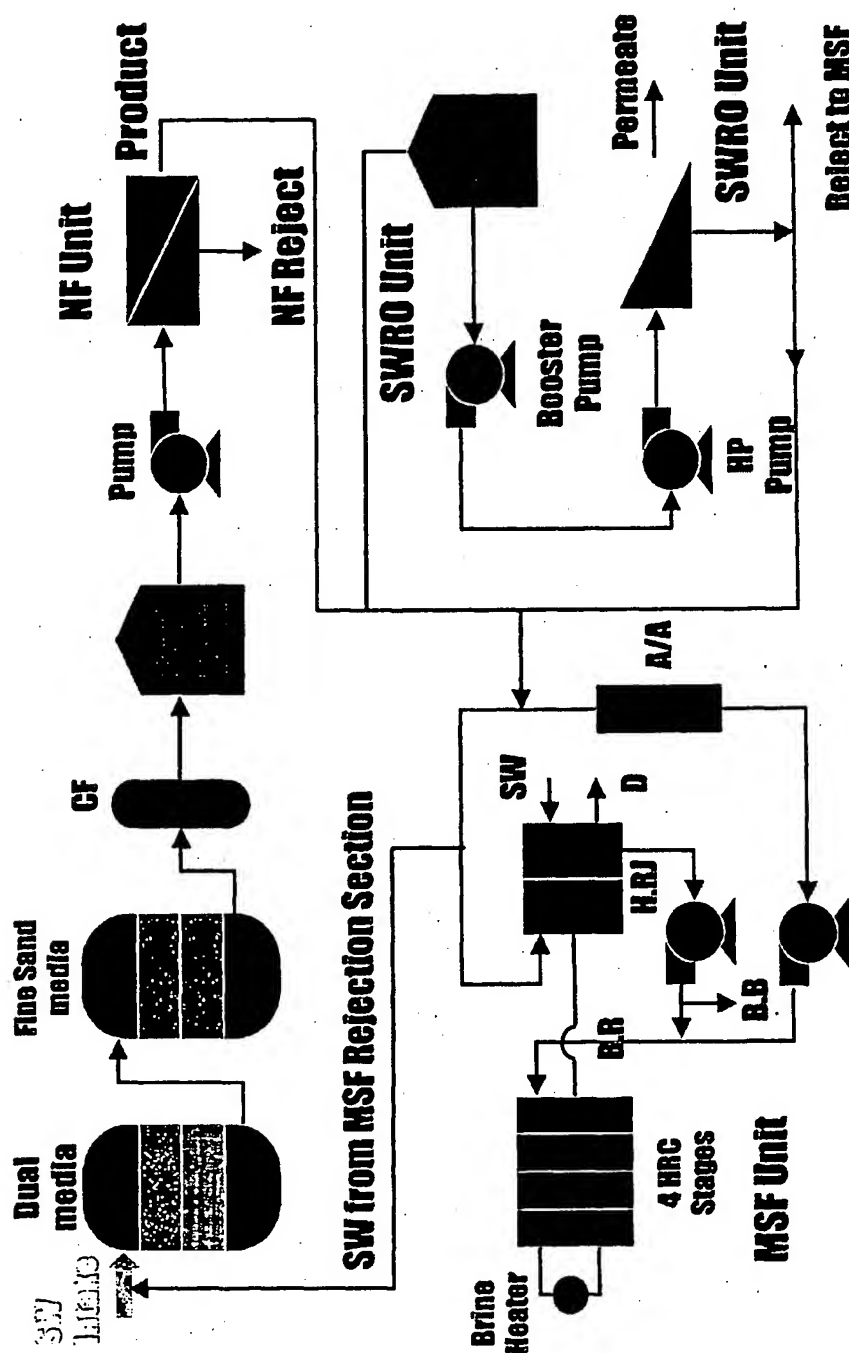 SW
Intake
Dual
media
Fine Sand
media
CF
Pump
NF Unit
Product
NF Reject
SW from MSF Rejection Section
SWRO Unit
Booster
Pump
HP
Pump
Permeate
SWRO Unit
Reject to MSF
A/A
SW
D
H.RJ
B.B
B.R
Brine
Heater
4 HRC
Stages
MSF Unit